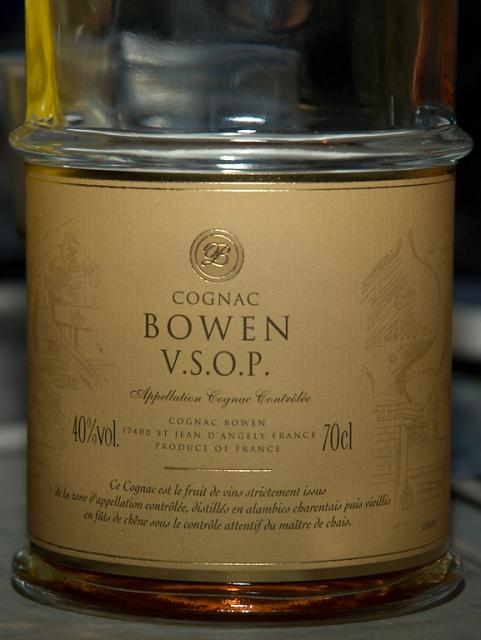 B
COGNAC
BOWEN
V.S.O.P.
Appellation Cognac Contrôlée
COGNAC BOWEN
40%vol. 17400 ST JEAN D'ANGELY FRANCE 70cl
PRODUCE OF FRANCE
Ce Cognac est le fruit de vins strictement issus
de la zone d'appellation contrôlée, distillés en alambics charentais puis vieillis
en fûts de chêne sous le contrôle attentif du maître de chais.